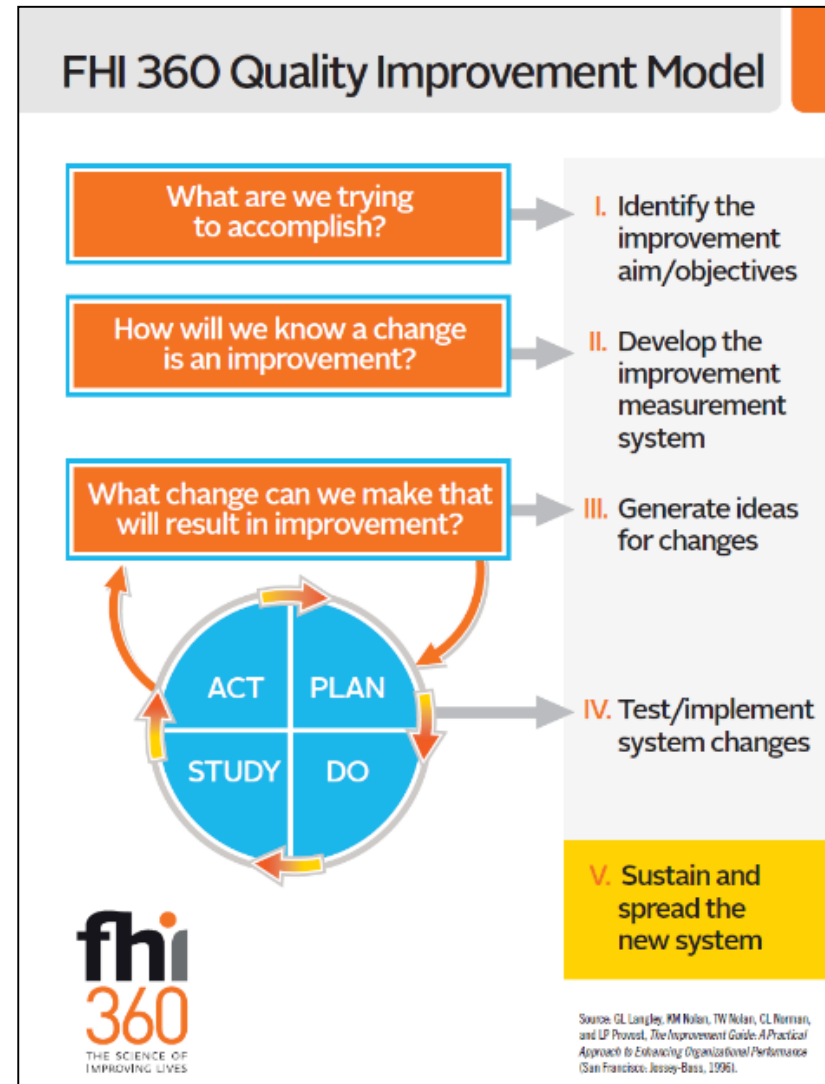 FHI 360 Quality Improvement Model
What are we trying
to accomplish?
I. Identify the
improvement
aim/objectives
How will we know a change
is an improvement?
II. Develop the
improvement
measurement
system
What change can we make that
will result in improvement?
III. Generate ideas
for changes
ACT PLAN
STUDY DO
IV. Test/implement
system changes
V. Sustain and
spread the
new system
fhi
360
THE SCIENCE OF
IMPROVING LIVES
Source: GL Langley, KM Nolan, TW Nolan, CL Norman,
and LP Provost, The Improvement Guide: A Practical
Approach to Enhancing Organizational Performance
(San Francisco: Jossey-Bass, 1996).